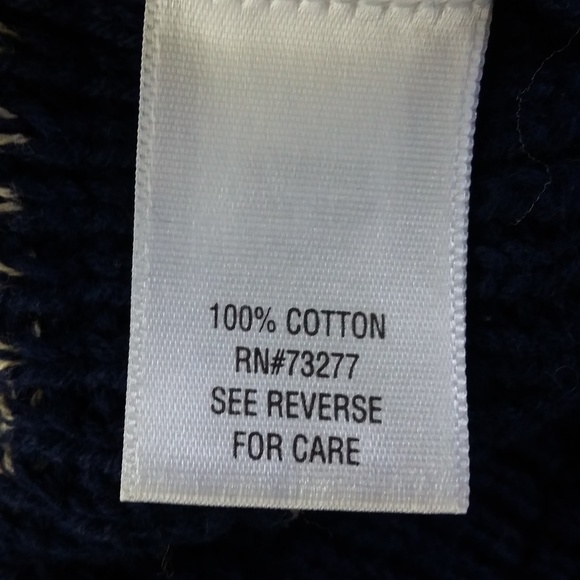 100% COTTON
RN#73277
SEE REVERSE
FOR CARE